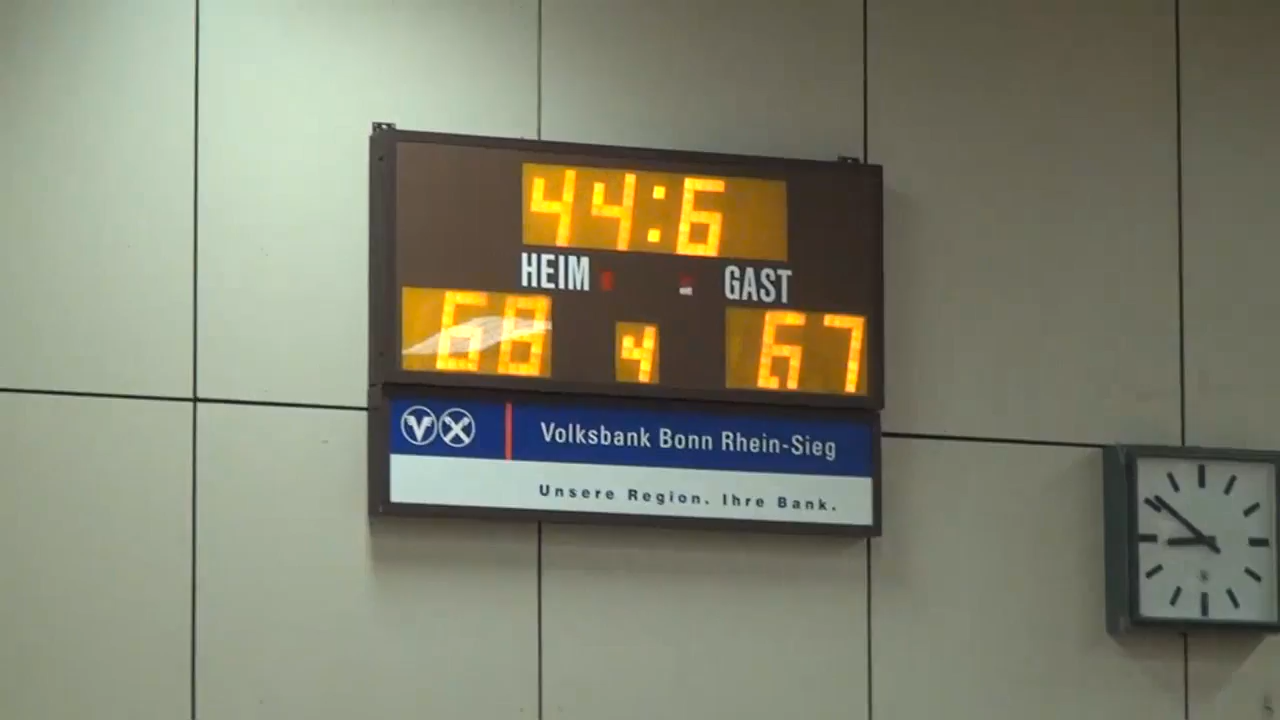 44:6
HEIM GAST
68 4 67
Volksbank Bonn Rhein-Sieg
Unsere Region. Ihre Bank.